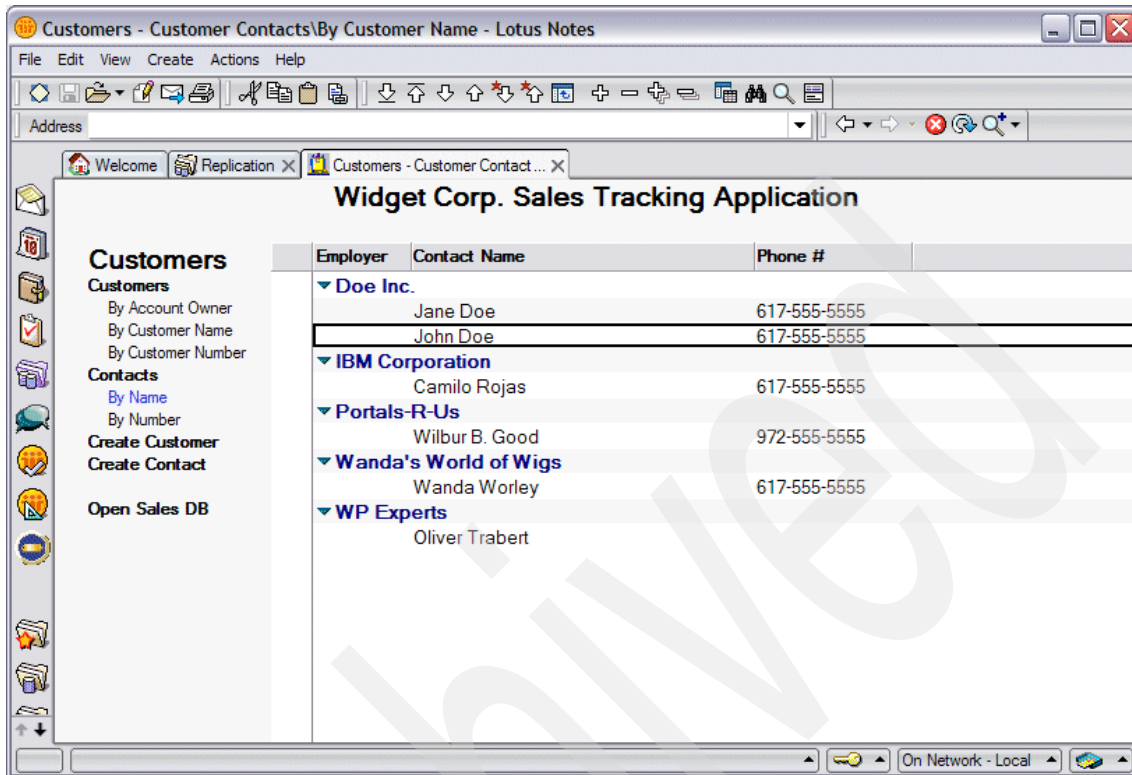 Customers - Customer Contacts\By Customer Name - Lotus Notes
File Edit View Create Actions Help
Address
Welcome Replication Customers - Customer Contact ...
Widget Corp. Sales Tracking Application
Customers
Customers
By Account Owner
By Customer Name
By Customer Number
Contacts
By Name
By Number
Create Customer
Create Contact
Open Sales DB
Employer Contact Name Phone #
Doe Inc.
Jane Doe 617-555-5555
John Doe 617-555-5555
IBM Corporation
Camilo Rojas 617-555-5555
Portals-R-Us
Wilbur B. Good 972-555-5555
Wanda's World of Wigs
Wanda Worley 617-555-5555
WP Experts
Oliver Trabert
On Network - Local